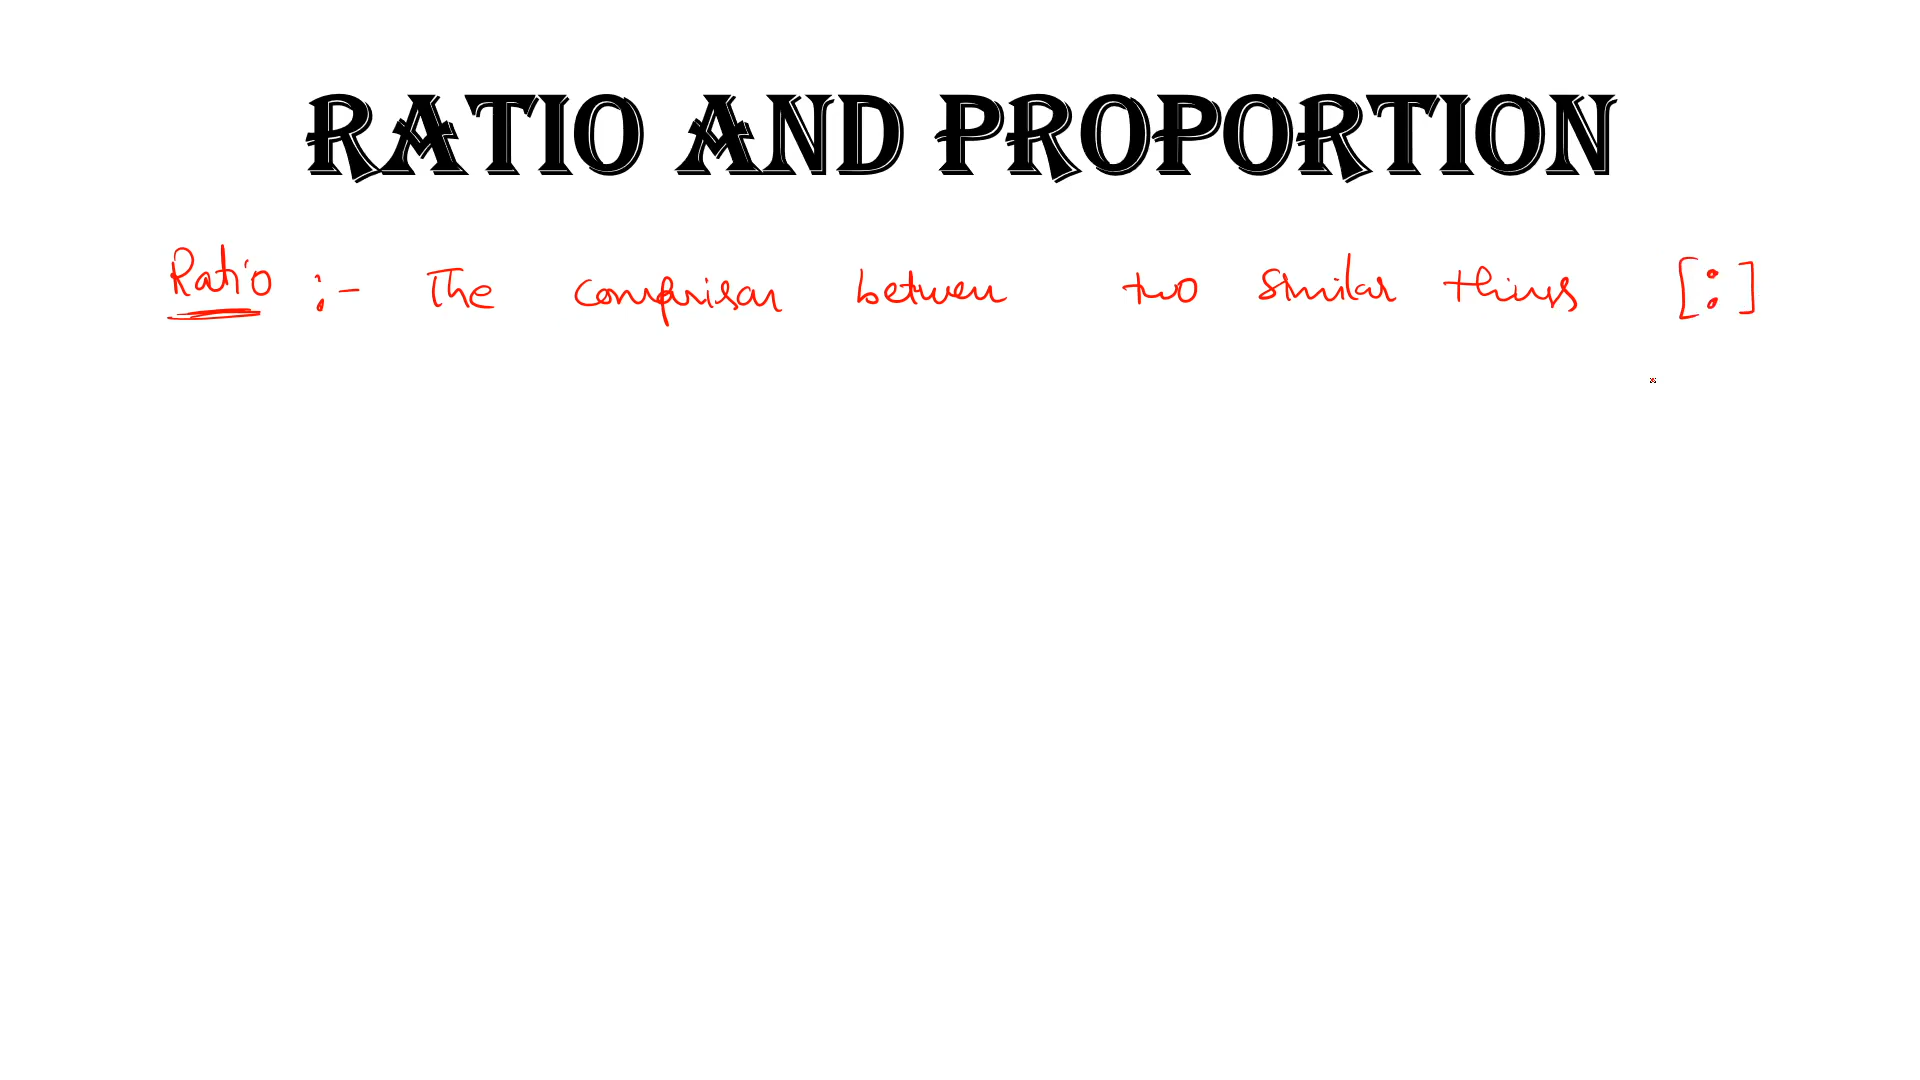 RATIO AND PROPORTION
Ratio :- The comparison between two similar things [:]